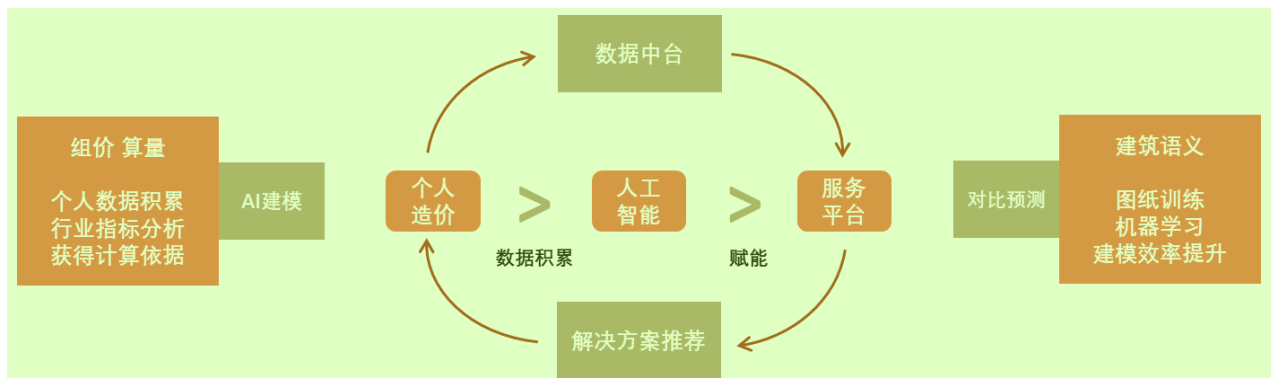 数据中台
组价 算量
个人数据积累
行业指标分析
获得计算依据
AI建模
个人
造价
>
人工
智能
>
服务
平台
数据积累
赋能
对比预测
建筑语义
图纸训练
机器学习
建模效率提升
解决方案推荐